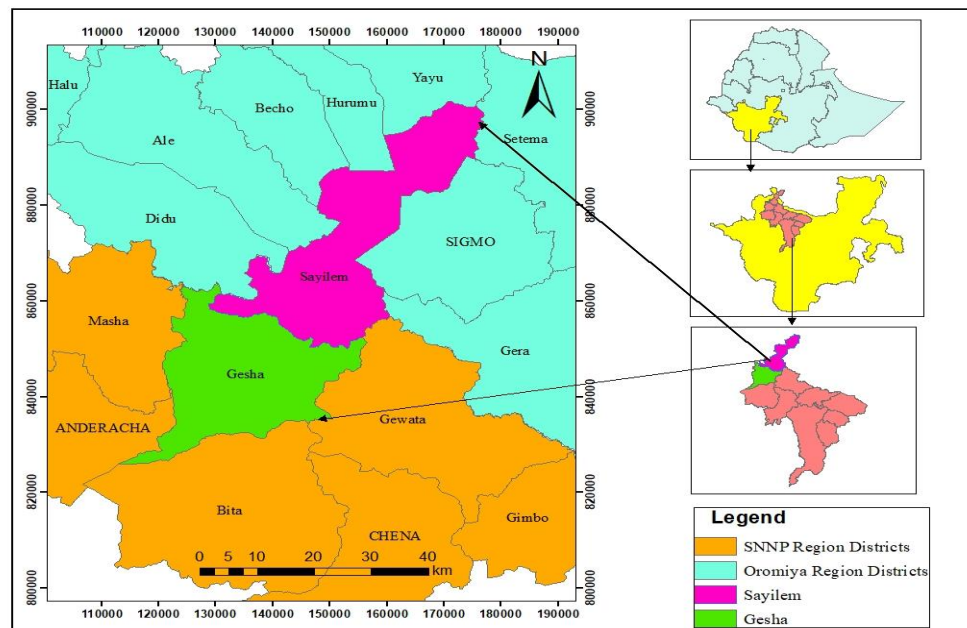 110000 120000 130000 140000 150000 160000 170000 180000 190000
900000
880000
860000
840000
820000
800000
900000
880000
860000
840000
820000
800000
N
Halu
Yayu
Becho
Hurumu
Ale
Setema
Didu
SIGMO
Sayilem
Masha
Gera
Gesha
ANDERACHA
Gewata
Bita
Gimbo
CHENA
0 5 10 20 30 40
km
110000 120000 130000 140000 150000 160000 170000 180000 190000
Legend
SNNP Region Districts
Oromiya Region Districts
Sayilem
Gesha